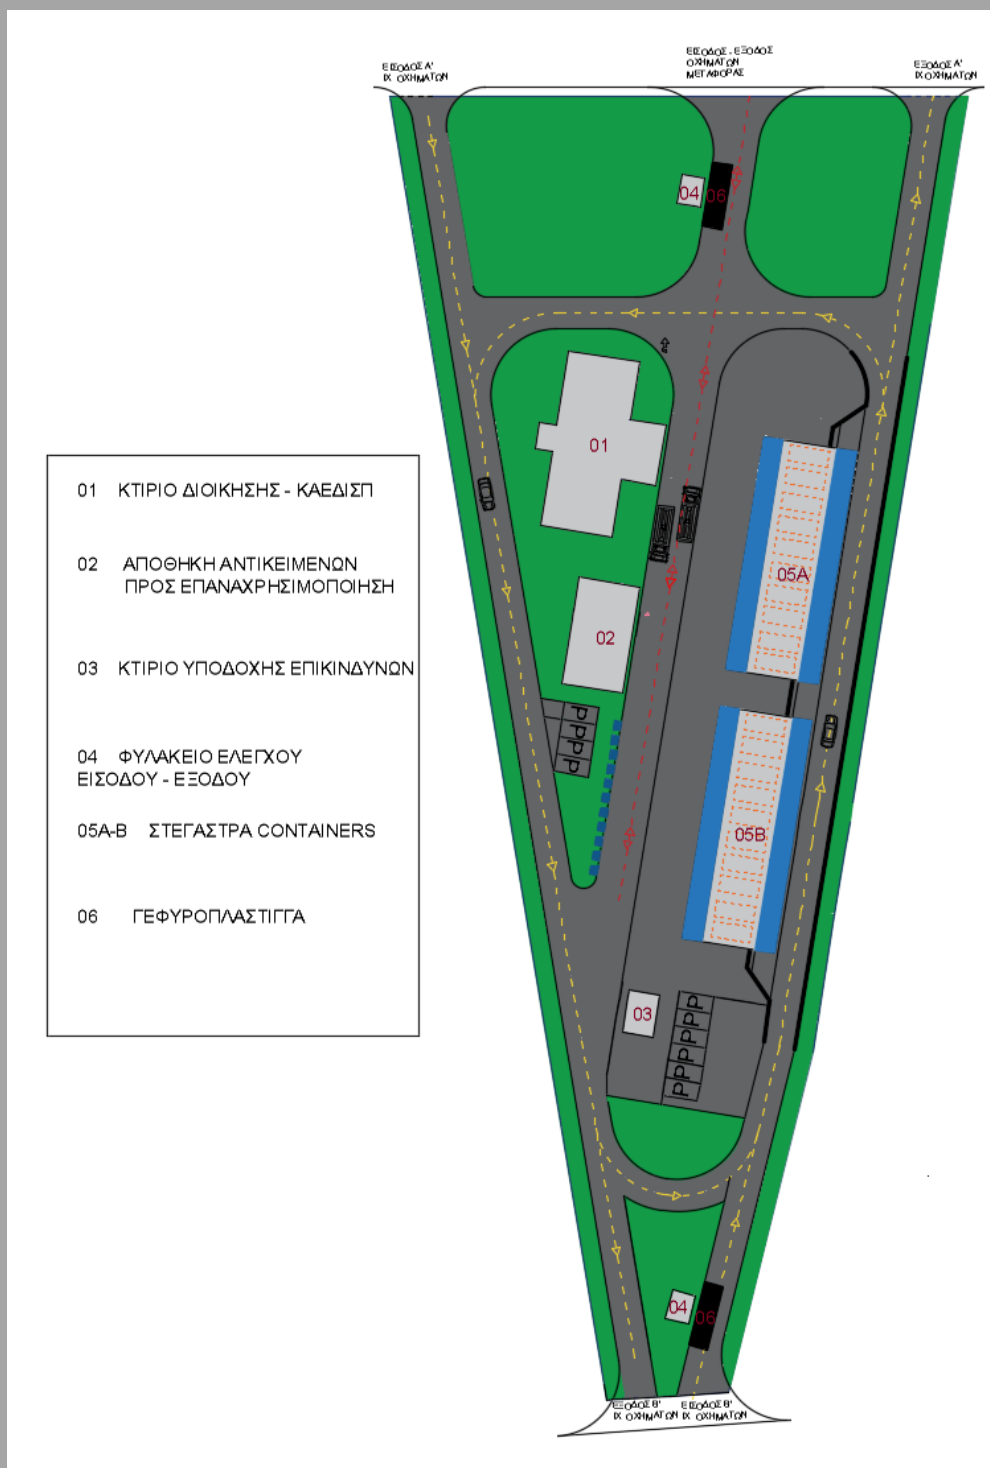 ΕΙΣΟΔΟΣ Α'
ΙΧ ΟΧΗΜΑΤΩΝ
ΕΙΣΟΔΟΣ - ΕΞΟΔΟΣ
ΟΧΗΜΑΤΩΝ
ΜΕΤΑΦΟΡΑΣ
ΕΞΟΔΟΣ Α'
ΙΧ ΟΧΗΜΑΤΩΝ
04
06
01
02
05A
05B
03
P
P
P
P
P
P
P
P
P
P
04
06
ΕΞΟΔΟΣ Β'
ΙΧ ΟΧΗΜΑΤΩΝ
ΕΙΣΟΔΟΣ Β'
ΙΧ ΟΧΗΜΑΤΩΝ
01 ΚΤΙΡΙΟ ΔΙΟΙΚΗΣΗΣ - ΚΑΕΔΙΣΠ
02 ΑΠΟΘΗΚΗ ΑΝΤΙΚΕΙΜΕΝΩΝ
ΠΡΟΣ ΕΠΑΝΑΧΡΗΣΙΜΟΠΟΙΗΣΗ
03 ΚΤΙΡΙΟ ΥΠΟΔΟΧΗΣ ΕΠΙΚΙΝΔΥΝΩΝ
04 ΦΥΛΑΚΕΙΟ ΕΛΕΓΧΟΥ
ΕΙΣΟΔΟΥ - ΕΞΟΔΟΥ
05Α-Β ΣΤΕΓΑΣΤΡΑ CONTAINERS
06 ΓΕΦΥΡΟΠΛΑΣΤΙΓΓΑ